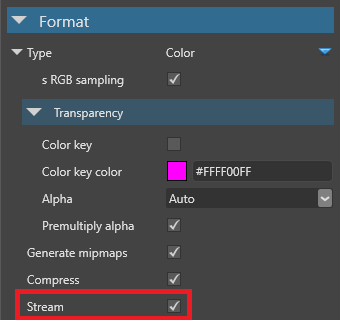 Format
Type Color
s RGB sampling
Transparency
Color key
Color key color #FFFF00FF
Alpha Auto
Premultiply alpha
Generate mipmaps
Compress
Stream